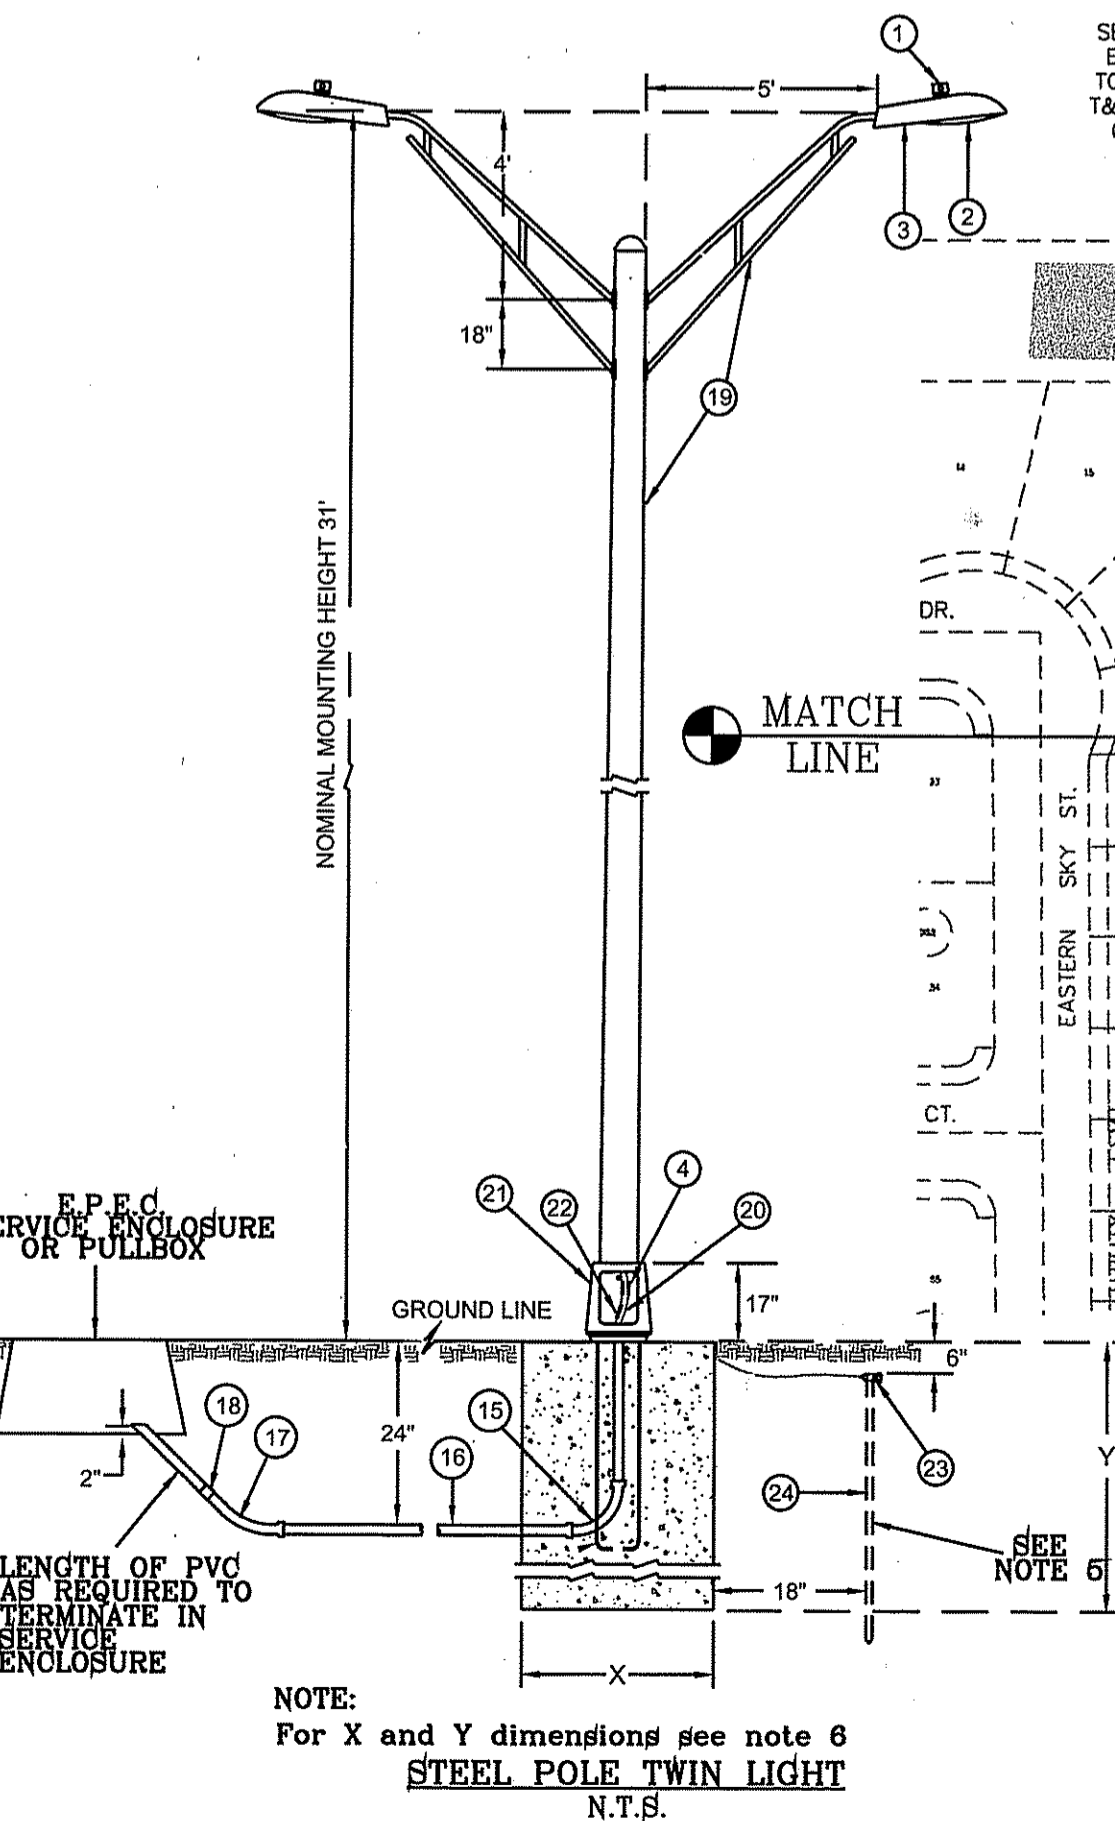 1
5'
4'
3
2
18"
19
NOMINAL MOUNTING HEIGHT 31'
DR.
MATCH
LINE
EASTERN SKY ST.
CT.
E.P.E.C.
ERVICE ENCLOSURE
OR PULLBOX
21
22
4
20
GROUND LINE
17"
6"
18
17
24"
15
16
2"
23
24
Y
SEE
NOTE 5
18"
LENGTH OF PVC
AS REQUIRED TO
TERMINATE IN
SERVICE
ENCLOSURE
X
NOTE:
For X and Y dimensions see note 6
STEEL POLE TWIN LIGHT
N.T.S.